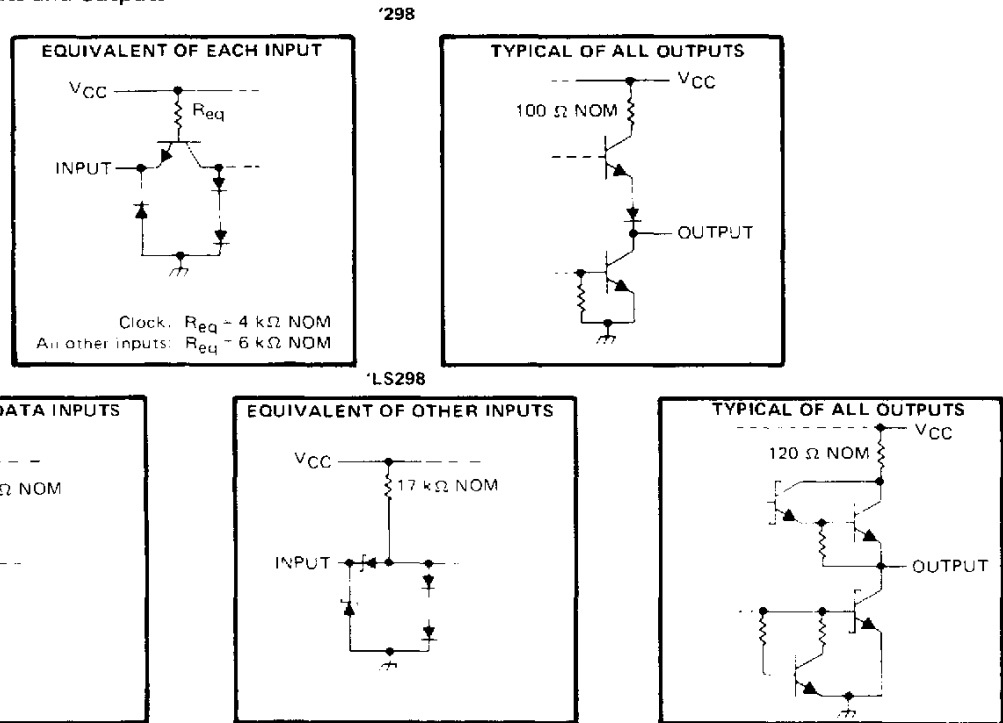 '298
EQUIVALENT OF EACH INPUT
VCC
Req
INPUT
Clock: Req = 4 kΩ NOM
All other inputs: Req = 6 kΩ NOM
TYPICAL OF ALL OUTPUTS
VCC
100 Ω NOM
OUTPUT
'LS298
DATA INPUTS
Ω NOM
EQUIVALENT OF OTHER INPUTS
VCC
17 kΩ NOM
INPUT
TYPICAL OF ALL OUTPUTS
VCC
120 Ω NOM
OUTPUT